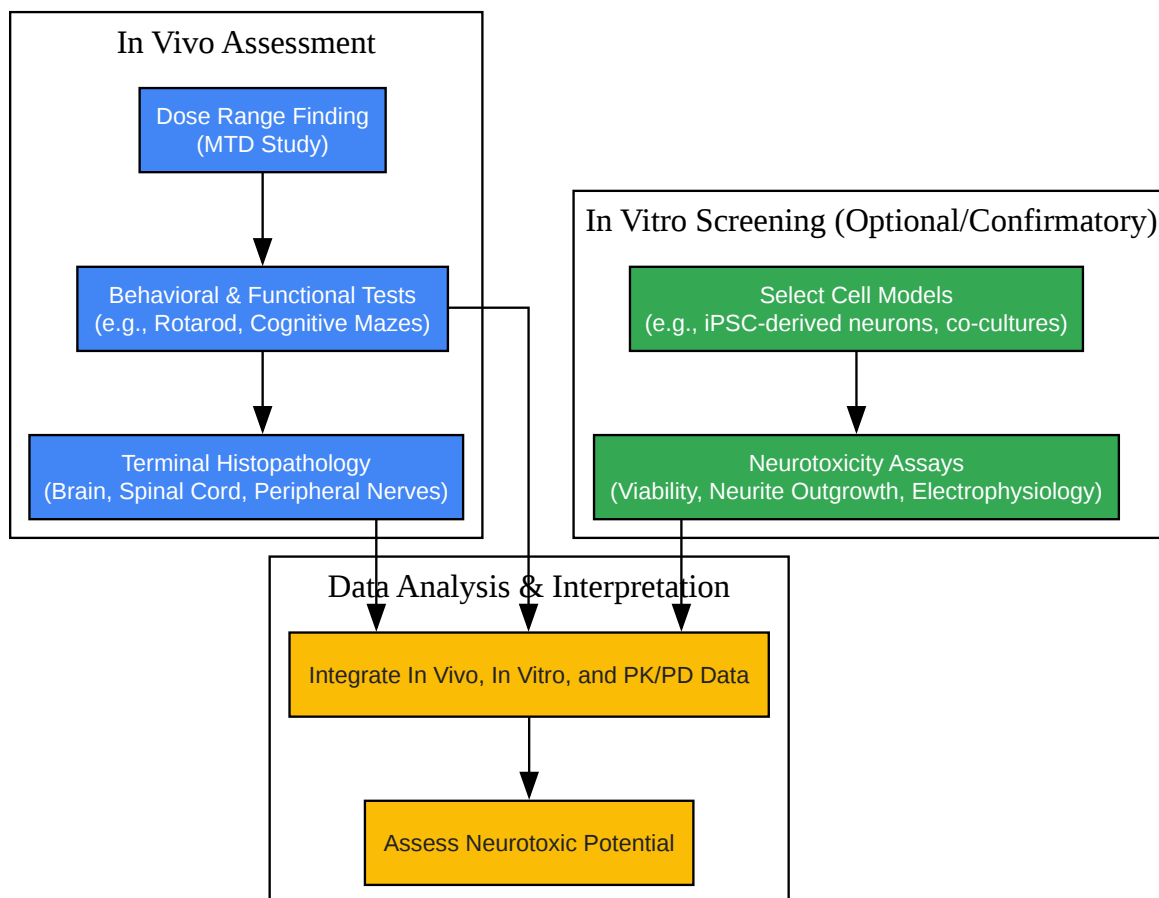 In Vivo Assessment
Dose Range Finding
(MTD Study)
Behavioral & Functional Tests
(e.g., Rotarod, Cognitive Mazes)
Terminal Histopathology
(Brain, Spinal Cord, Peripheral Nerves)
In Vitro Screening (Optional/Confirmatory)
Select Cell Models
(e.g., iPSC-derived neurons, co-cultures)
Neurotoxicity Assays
(Viability, Neurite Outgrowth, Electrophysiology)
Data Analysis & Interpretation
Integrate In Vivo, In Vitro, and PK/PD Data
Assess Neurotoxic Potential